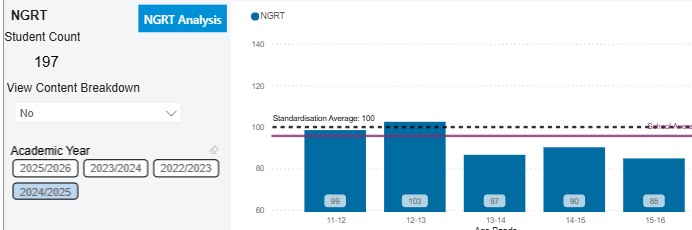 NGRT
NGRT Analysis
Student Count
197
View Content Breakdown
No
Academic Year
2025/2026 2023/2024 2022/2023
2024/2025
NGRT
140
120
Standardisation Average: 100
100
School
80
99 103 87 90 85
60
11-12 12-13 13-14 14-15 15-16